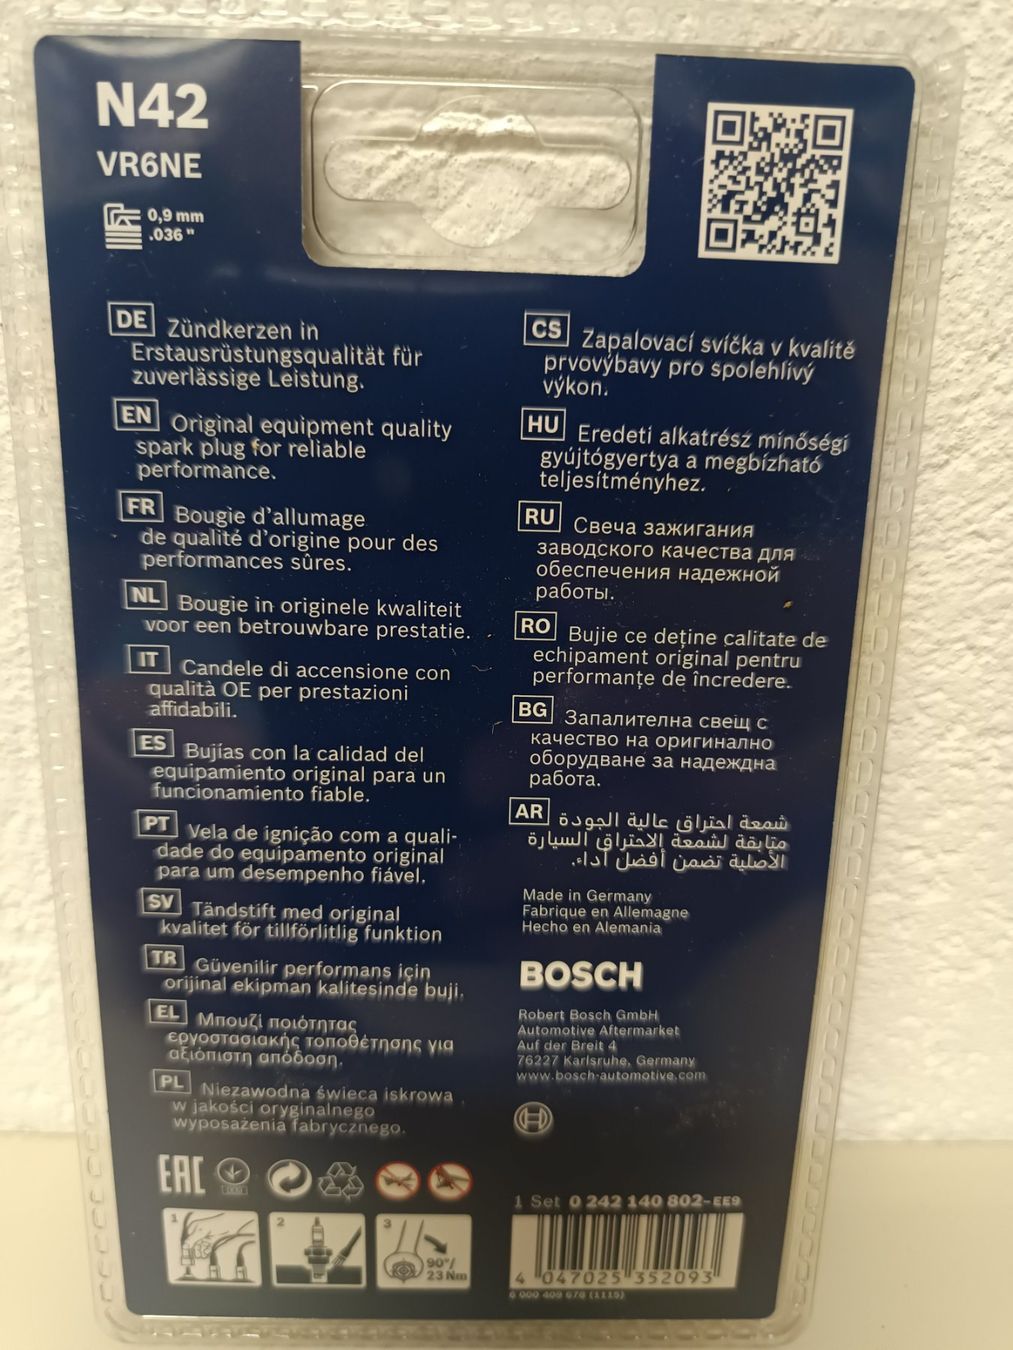 N42
VR6NE
0,9 mm
.036 "
DE Zündkerzen in
Erstausrüstungsqualität für
zuverlässige Leistung.
EN Original equipment quality
spark plug for reliable
performance.
FR Bougie d'allumage
de qualité d'origine pour des
performances sûres.
NL Bougie in originele kwaliteit
voor een betrouwbare prestatie.
IT Candele di accensione con
qualità OE per prestazioni
affidabili.
ES Bujías con la calidad del
equipamiento original para un
funcionamiento fiable.
PT Vela de ignição com a quali-
dade do equipamento original
para um desempenho fiável.
SV Tändstift med original
kvalitet för tillförlitlig funktion
TR Güvenilir performans için
orijinal ekipman kalitesinde buji.
EL Μπουζί ποιότητας
εργοστασιακής τοποθέτησης για
αξιόπιστη απόδοση.
PL Niezawodna świeca iskrowa
w jakości oryginalnego
wyposażenia fabrycznego.
CS Zapalovací svíčka v kvalitě
prvovýbavy pro spolehlivý
výkon.
HU Eredeti alkatrész minőségi
gyújtógyertya a megbízható
teljesítményhez.
RU Свеча зажигания
заводского качества для
обеспечения надежной
работы.
RO Bujie ce deține calitate de
echipament original pentru
performanțe de încredere.
BG Запалителна свещ с
качество на оригинално
оборудване за надеждна
работа.
AR شمعة احتراق عالية الجودة
متابقة لشمعة الاحتراق السيارة
الأصلية تضمن أفضل أداء.
Made in Germany
Fabrique en Allemagne
Hecho en Alemania
BOSCH
Robert Bosch GmbH
Automotive Aftermarket
Auf der Breit 4
76227 Karlsruhe, Germany
www.bosch-automotive.com
EAC
1 2 3
90°/
23 Nm
1 Set 0 242 140 802-EE9
4 047025 352093
6 000 409 678 (1115)